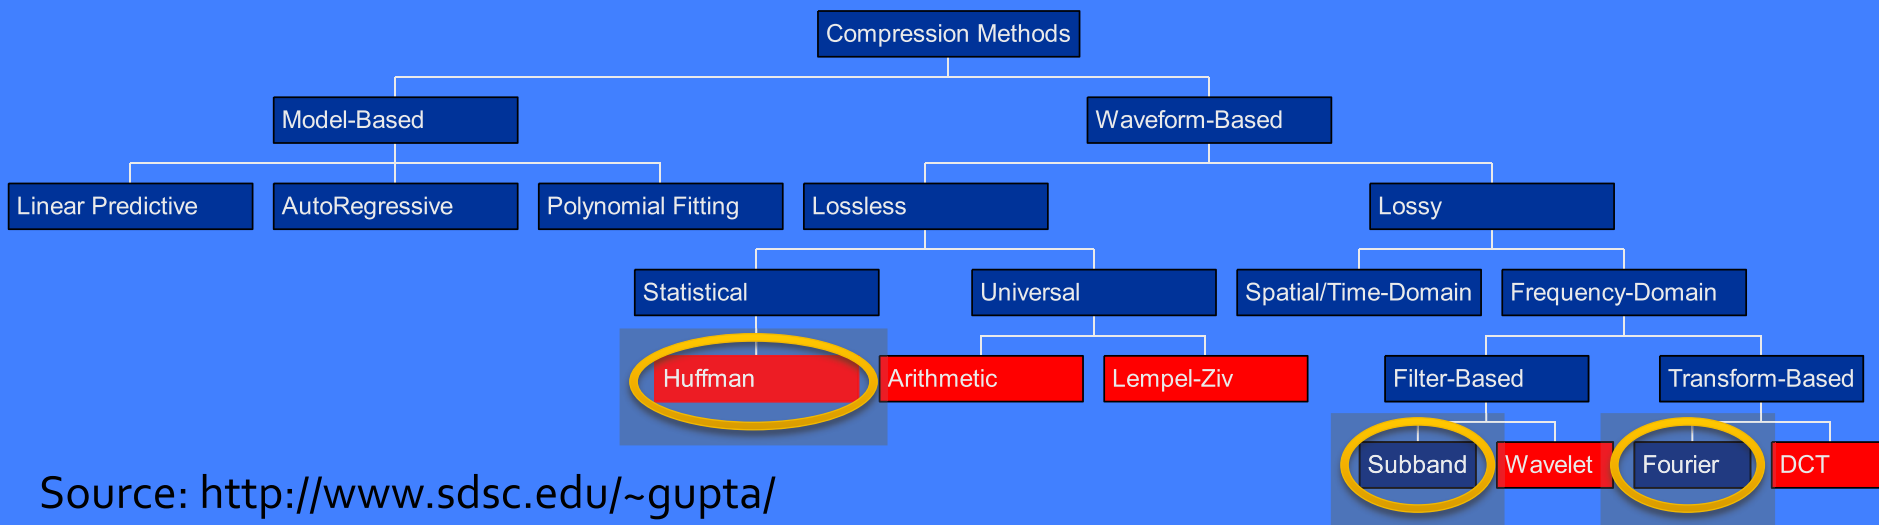 Compression Methods
Model-Based
Waveform-Based
Linear Predictive
AutoRegressive
Polynomial Fitting
Lossless
Lossy
Statistical
Universal
Spatial/Time-Domain
Frequency-Domain
Huffman
Arithmetic
Lempel-Ziv
Filter-Based
Transform-Based
Subband
Wavelet
Fourier
DCT
Source: http://www.sdsc.edu/~gupta/